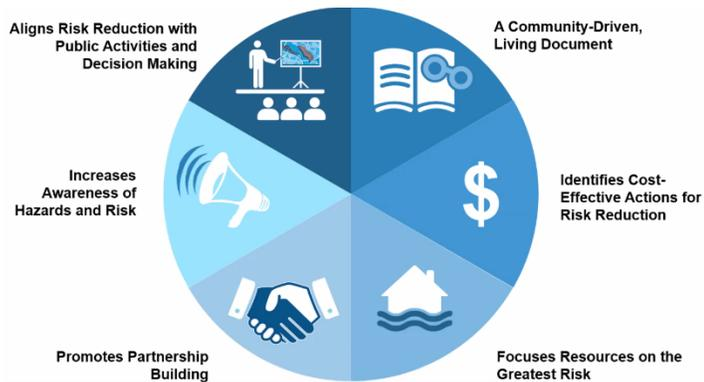 Aligns Risk Reduction with
Public Activities and
Decision Making
A Community-Driven,
Living Document
Increases
Awareness of
Hazards and Risk
$
Identifies Cost-
Effective Actions for
Risk Reduction
Promotes Partnership
Building
Focuses Resources on the
Greatest Risk